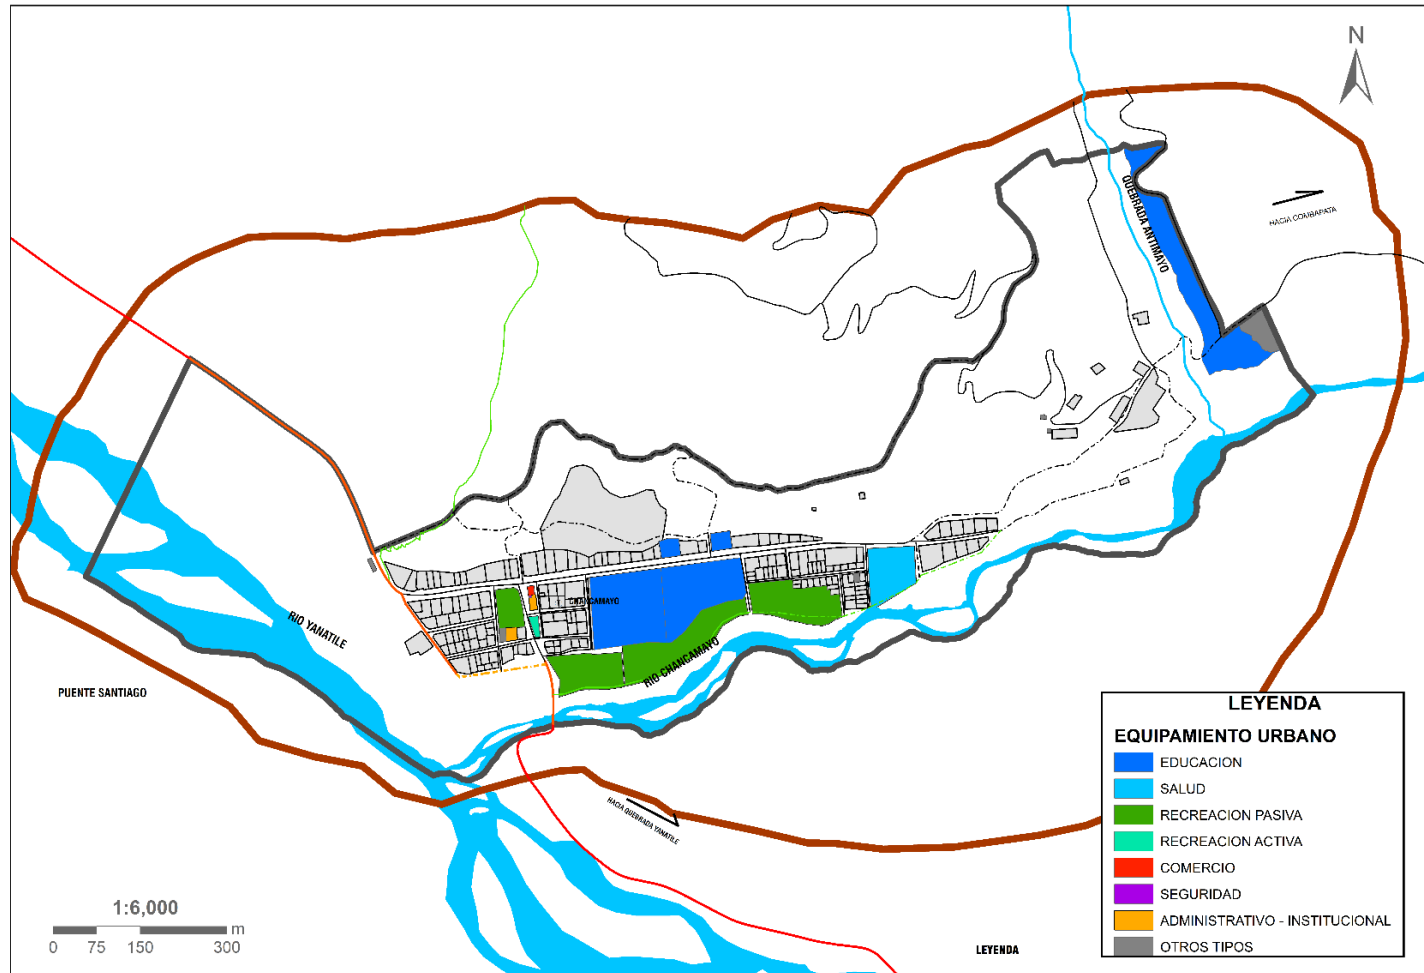 N
QUEBRADA ANTIMAYO
HACIA COMBAPATA
CHANCAMAYO
RIO YANATILE
RIO CHANCAMAYO
PUENTE SANTIAGO
HACIA QUEBRADA YANATILE
LEYENDA
EQUIPAMIENTO URBANO
EDUCACION
SALUD
RECREACION PASIVA
RECREACION ACTIVA
COMERCIO
SEGURIDAD
ADMINISTRATIVO - INSTITUCIONAL
OTROS TIPOS
1:6,000
m
0 75 150 300
LEYENDA